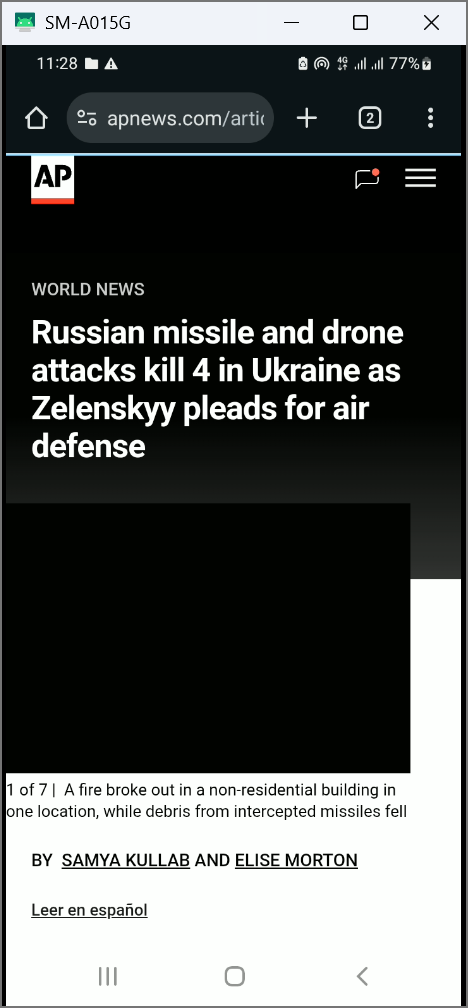 SM-A015G
11:28 4G 77%
apnews.com/artic 2
AP
WORLD NEWS
Russian missile and drone
attacks kill 4 in Ukraine as
Zelenskyy pleads for air
defense
1 of 7 | A fire broke out in a non-residential building in
one location, while debris from intercepted missiles fell
BY SAMYA KULLAB AND ELISE MORTON
Leer en español